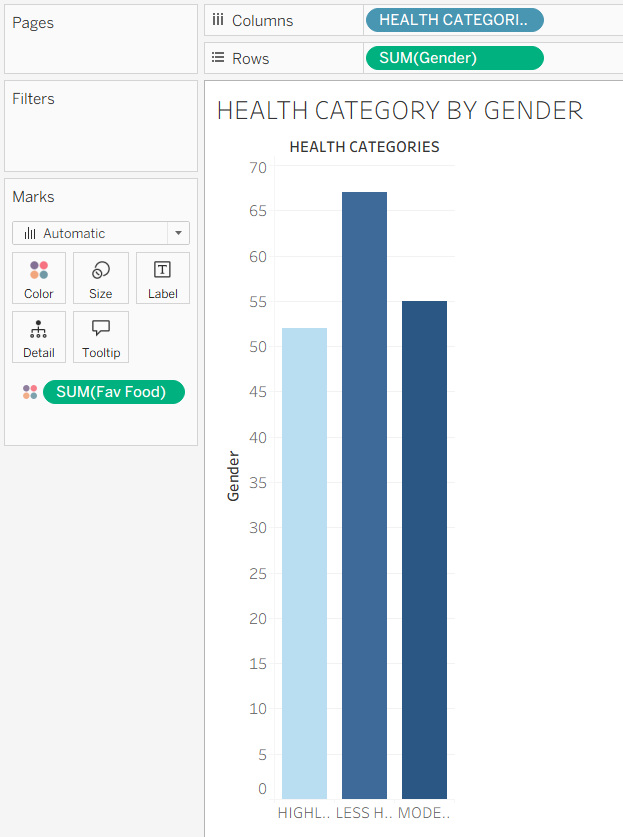 Pages
Columns
HEALTH CATEGORI..
Rows
SUM(Gender)
Filters
Marks
Automatic
Color
Size
Label
Detail
Tooltip
SUM(Fav Food)
HEALTH CATEGORY BY GENDER
HEALTH CATEGORIES
70
65
60
55
50
45
40
35
30
25
20
15
10
5
0
Gender
HIGHL.. LESS H.. MODE..